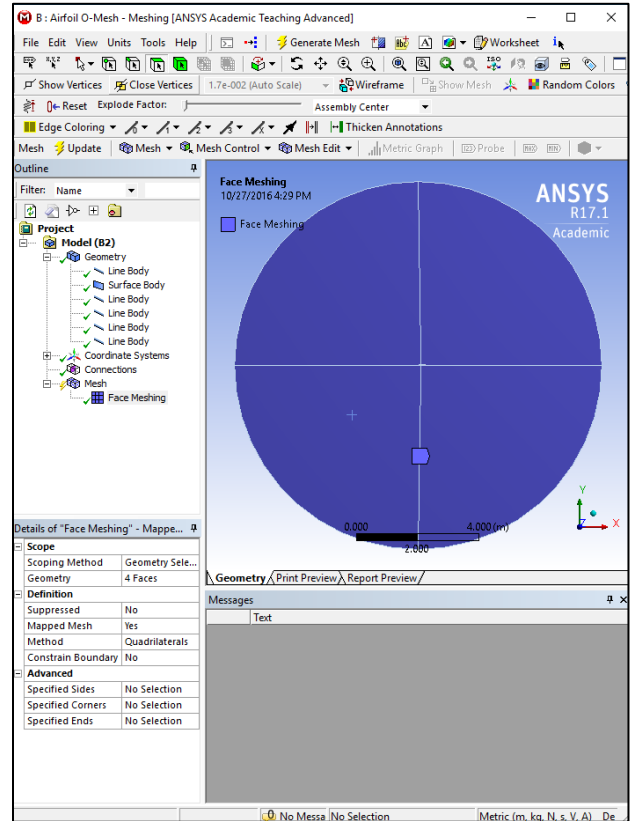 B : Airfoil O-Mesh - Meshing [ANSYS Academic Teaching Advanced]
File Edit View Units Tools Help Generate Mesh A Worksheet
Show Vertices Close Vertices 1.7e-002 (Auto Scale) Wireframe Show Mesh Random Colors
Reset Explode Factor: Assembly Center
Edge Coloring Thicken Annotations
Mesh Update Mesh Mesh Control Mesh Edit Metric Graph Probe
Outline
Filter: Name
Project
Model (B2)
Geometry
Line Body
Surface Body
Line Body
Line Body
Line Body
Line Body
Coordinate Systems
Connections
Mesh
Face Meshing
Face Meshing
10/27/2016 4:29 PM
Face Meshing
ANSYS
R17.1
Academic
Y
Z
X
0.000
4.000 (m)
2.000
Geometry Print Preview Report Preview
Details of "Face Meshing" - Mappe...
Scope
Scoping Method Geometry Sele...
Geometry 4 Faces
Definition
Suppressed No
Mapped Mesh Yes
Method Quadrilaterals
Constrain Boundary No
Advanced
Specified Sides No Selection
Specified Corners No Selection
Specified Ends No Selection
Messages
Text
No Messa No Selection Metric (m, kg, N, s, V, A) De